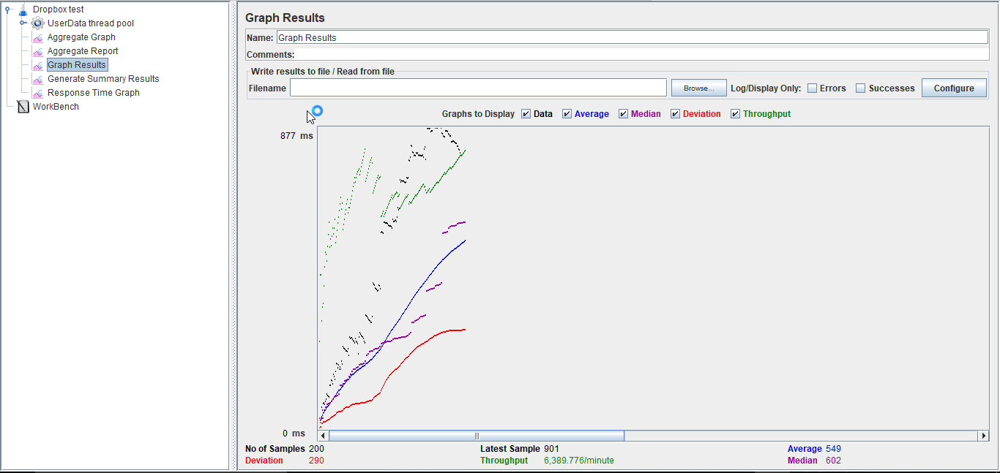 Dropbox test
UserData thread pool
Aggregate Graph
Aggregate Report
Graph Results
Generate Summary Results
Response Time Graph
WorkBench
Graph Results
Name: Graph Results
Comments:
Write results to file / Read from file
Filename Browse... Log/Display Only: Errors Successes Configure
Graphs to Display Data Average Median Deviation Throughput
877 ms
0 ms
No of Samples 200 Latest Sample 901 Average 549
Deviation 290 Throughput 6,389.776/minute Median 602